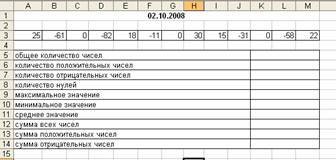 A B C D E F G H I J K L M
1 02.10.2008
2
3 25 -61 0 -82 18 -11 0 30 15 -31 0 -58 22
4
5 общее количество чисел
6 количество положительных чисел
7 количество отрицательных чисел
8 количество нулей
9 максимальное значение
10 минимальное значение
11 среднее значение
12 сумма всех чисел
13 сумма положительных чисел
14 сумма отрицательных чисел
15